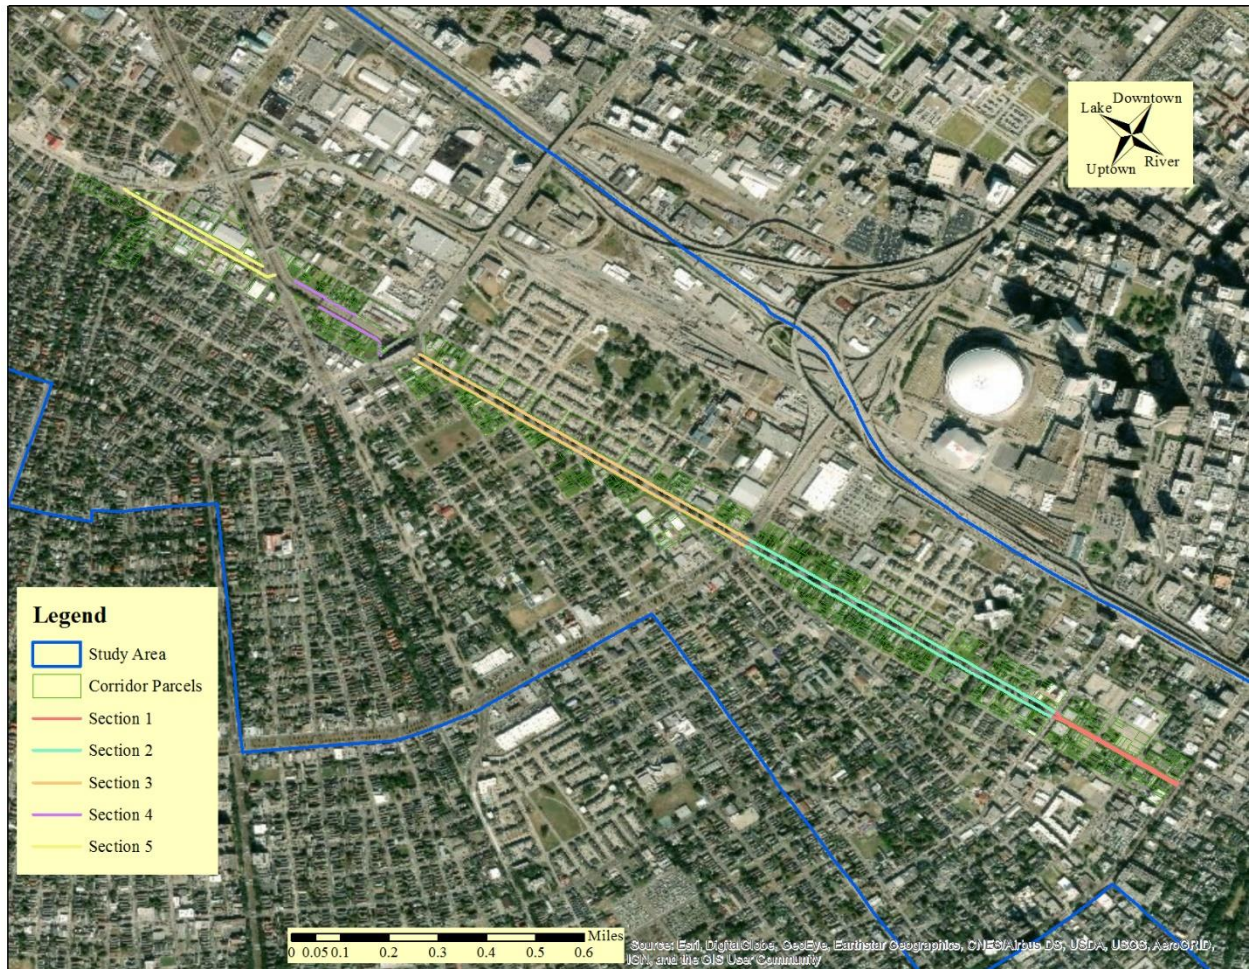 Downtown
Lake
Uptown
River
Legend
Study Area
Corridor Parcels
Section 1
Section 2
Section 3
Section 4
Section 5
Miles
0 0.05 0.1 0.2 0.3 0.4 0.5 0.6
Source: Esri, DigitalGlobe, GeoEye, Earthstar Geographics, CNES/Airbus DS, USDA, USGS, AeroGRID,
IGN, and the GIS User Community